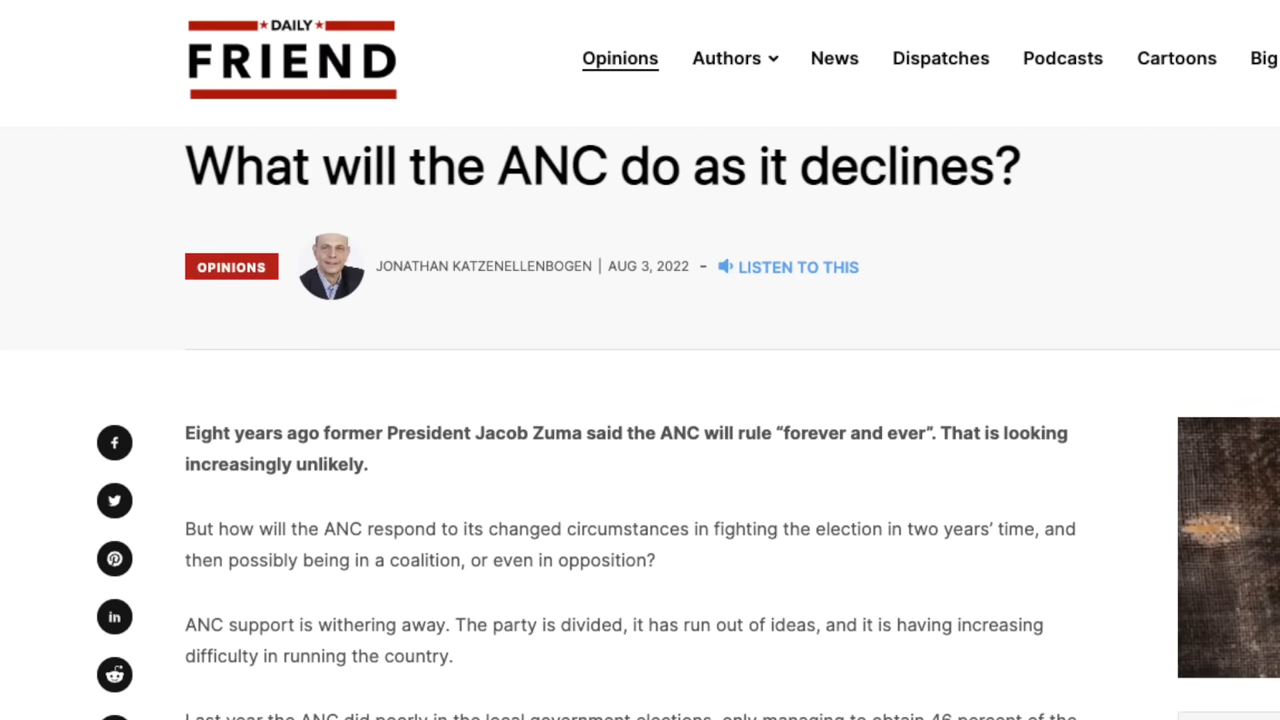 DAILY
FRIEND
Opinions Authors News Dispatches Podcasts Cartoons Big
What will the ANC do as it declines?
OPINIONS JONATHAN KATZENELLENBOGEN | AUG 3, 2022 - LISTEN TO THIS
Eight years ago former President Jacob Zuma said the ANC will rule “forever and ever”. That is looking
increasingly unlikely.
But how will the ANC respond to its changed circumstances in fighting the election in two years’ time, and
then possibly being in a coalition, or even in opposition?
ANC support is withering away. The party is divided, it has run out of ideas, and it is having increasing
difficulty in running the country.
Last year the ANC did poorly in the local government elections, only managing to obtain 46 percent of the